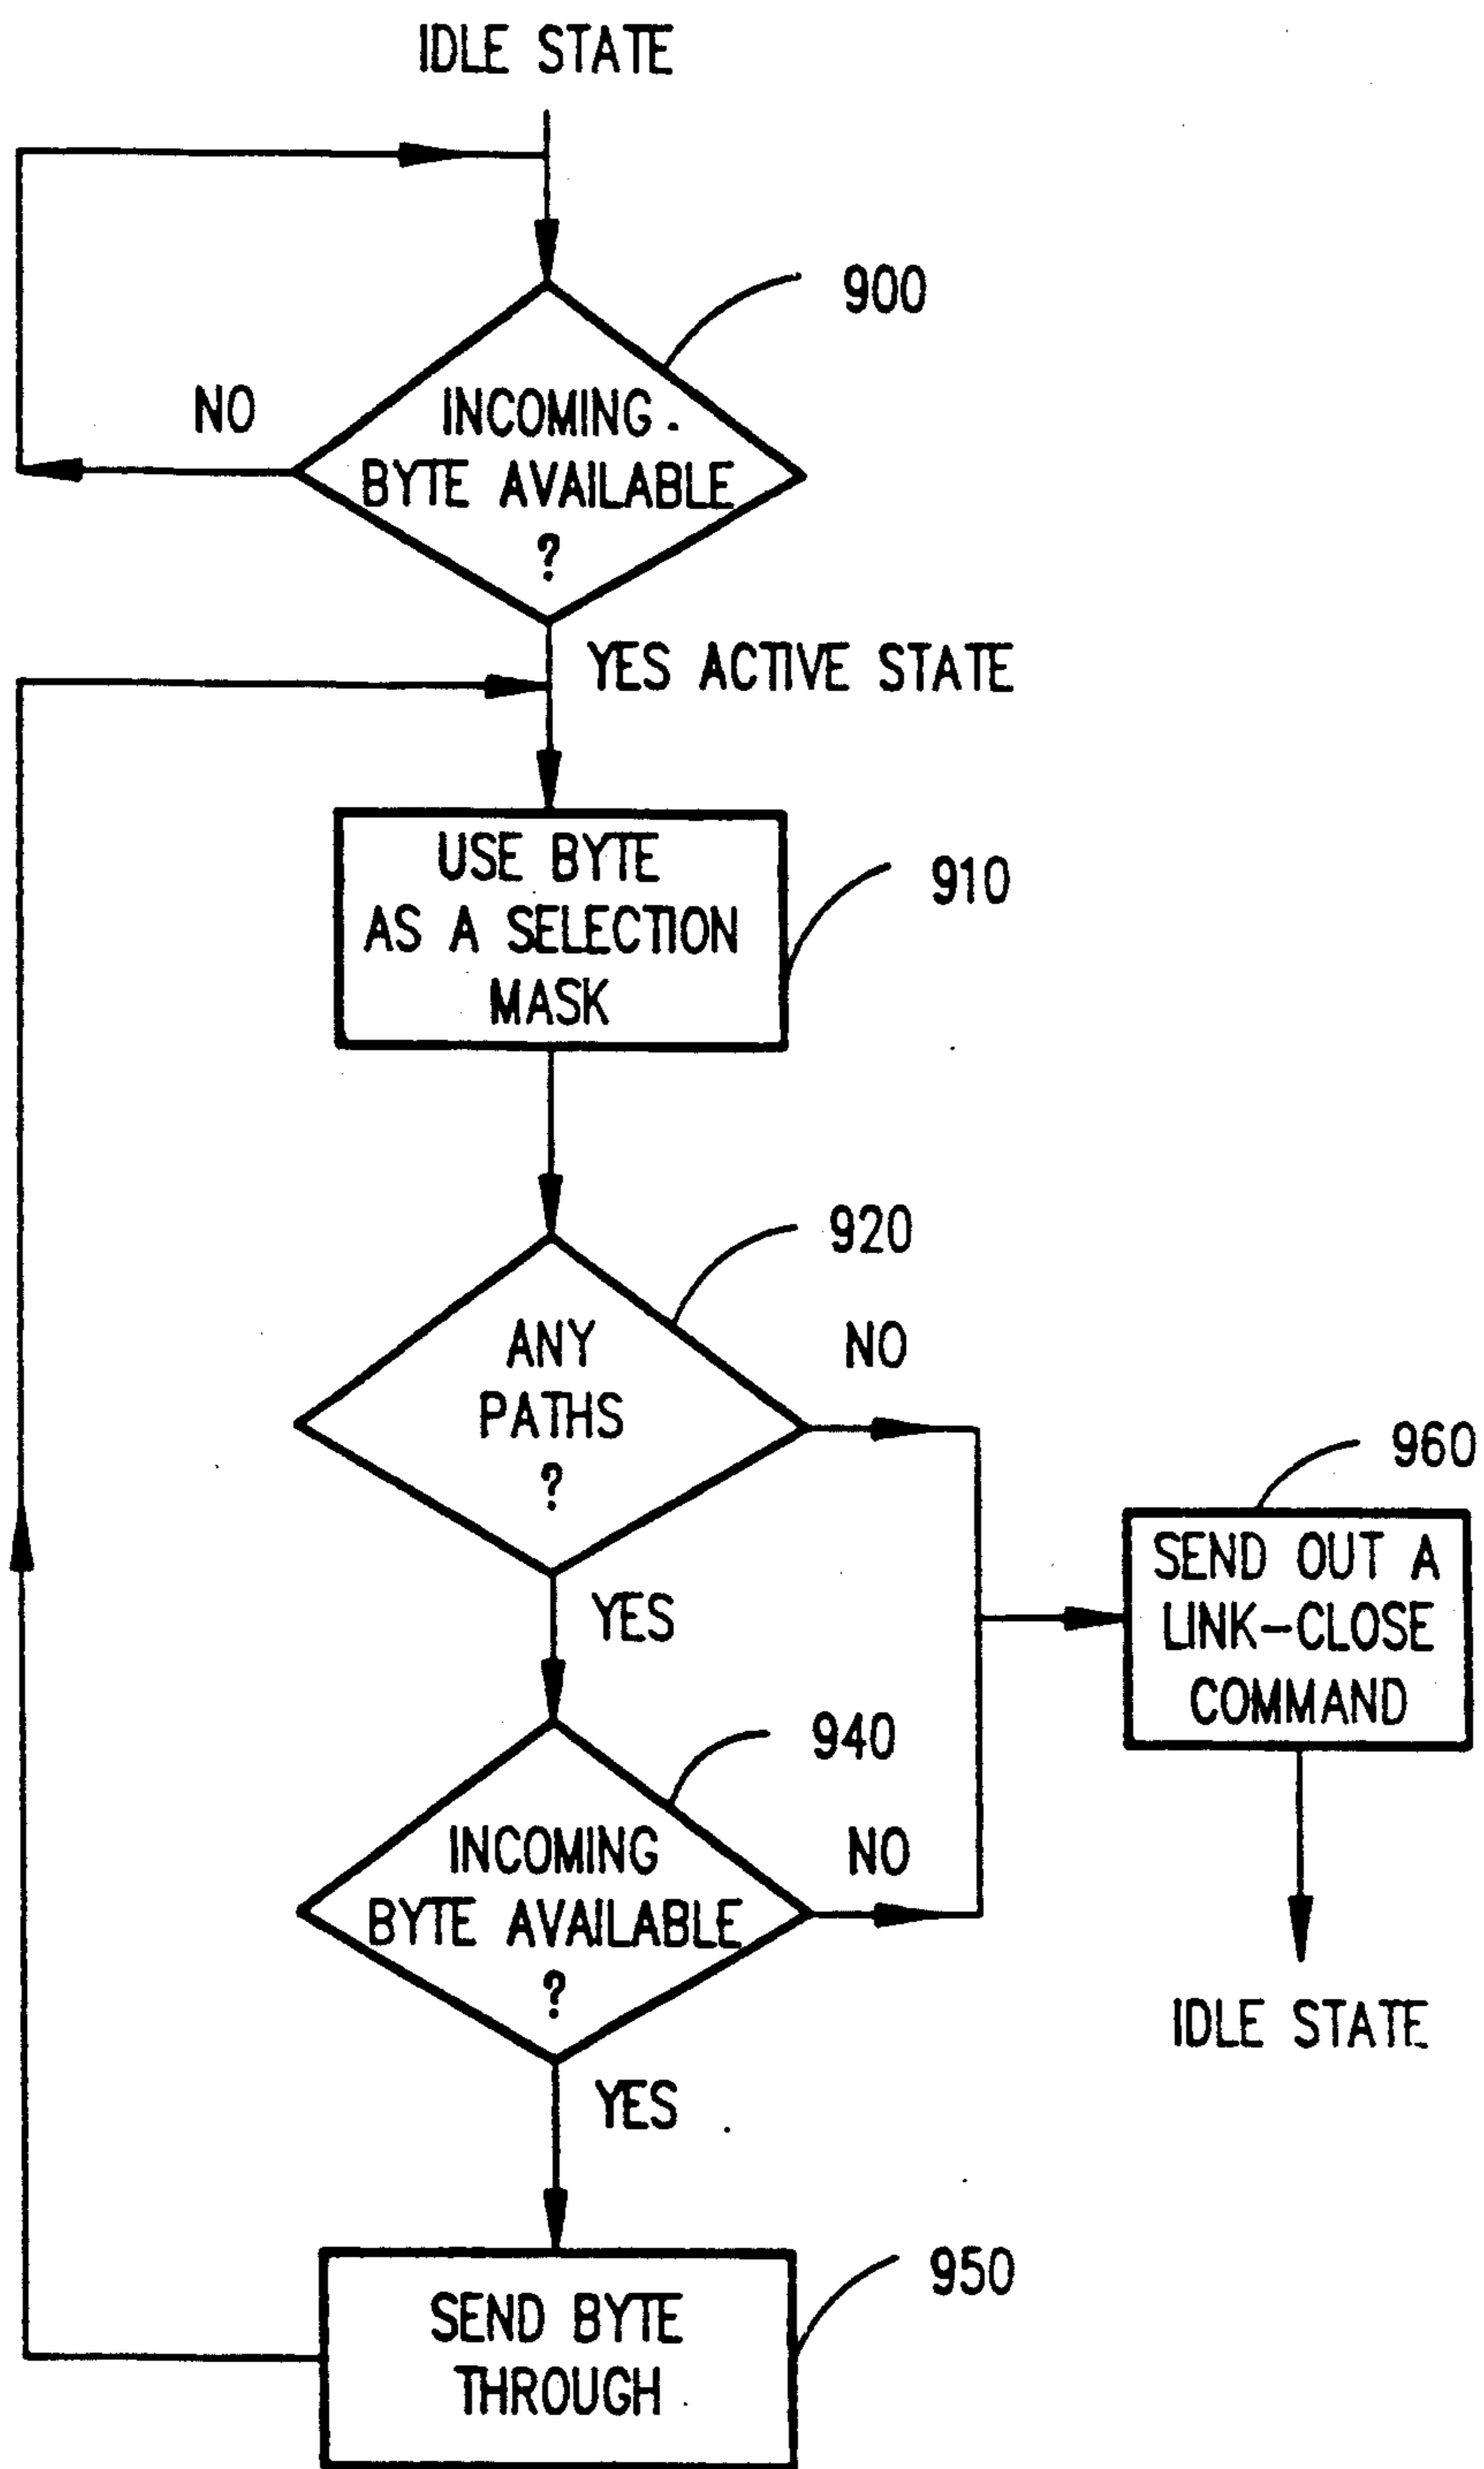 IDLE STATE
900
NO
INCOMING
BYTE AVAILABLE
?
YES ACTIVE STATE
USE BYTE
AS A SELECTION
MASK
910
920
ANY
PATHS
?
NO
960
SEND OUT A
LINK-CLOSE
COMMAND
YES
940
INCOMING
BYTE AVAILABLE
?
NO
IDLE STATE
YES
950
SEND BYTE
THROUGH